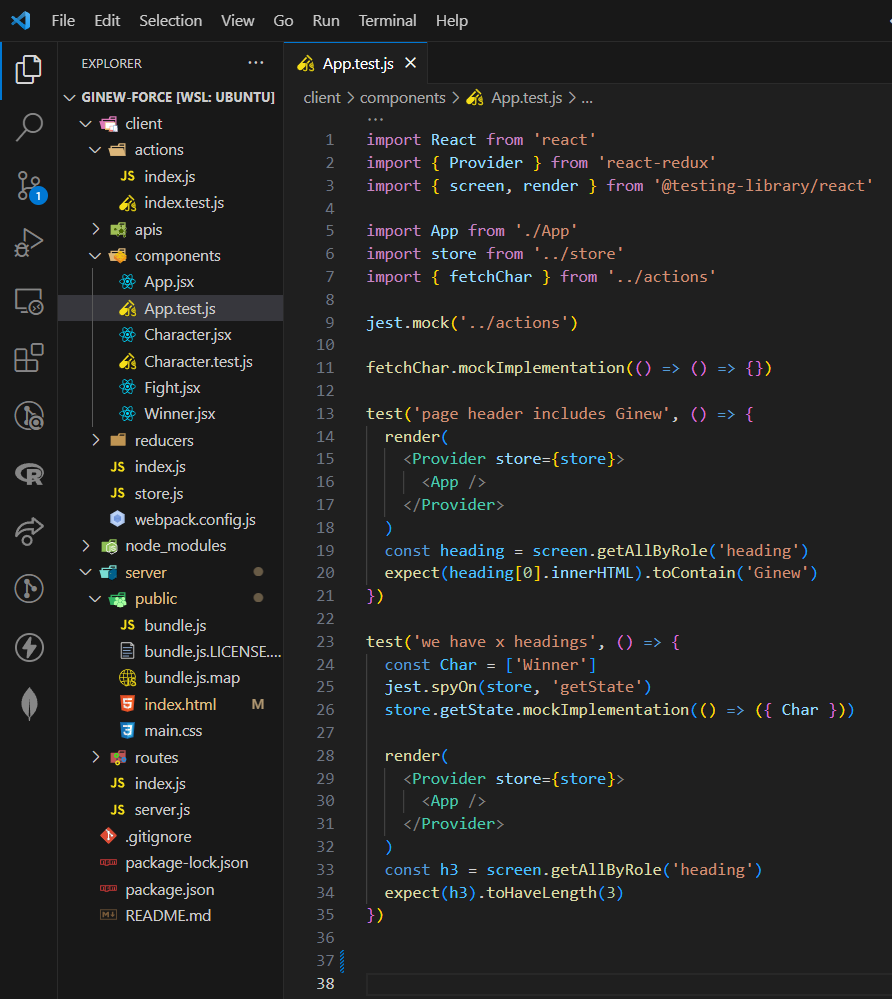 File Edit Selection View Go Run Terminal Help
EXPLORER ...
App.test.js
GINEW-FORCE [WSL: UBUNTU]
client > components > App.test.js > ...
client
actions
JS index.js
index.test.js
apis
components
App.jsx
App.test.js
Character.jsx
Character.test.js
Fight.jsx
Winner.jsx
reducers
JS index.js
JS store.js
webpack.config.js
node_modules
server
public
JS bundle.js
bundle.js.LICENSE....
bundle.js.map
index.html M
main.css
routes
JS index.js
JS server.js
.gitignore
package-lock.json
package.json
README.md
1
...
1 import React from 'react'
2 import { Provider } from 'react-redux'
3 import { screen, render } from '@testing-library/react'
4
5 import App from './App'
6 import store from '../store'
7 import { fetchChar } from '../actions'
8
9 jest.mock('../actions')
10
11 fetchChar.mockImplementation(() => () => {})
12
13 test('page header includes Ginew', () => {
14 render(
15 <Provider store={store}>
16 <App />
17 </Provider>
18 )
19 const heading = screen.getAllByRole('heading')
20 expect(heading[0].innerHTML).toContain('Ginew')
21 })
22
23 test('we have x headings', () => {
24 const Char = ['Winner']
25 jest.spyOn(store, 'getState')
26 store.getState.mockImplementation(() => ({ Char }))
27
28 render(
29 <Provider store={store}>
30 <App />
31 </Provider>
32 )
33 const h3 = screen.getAllByRole('heading')
34 expect(h3).toHaveLength(3)
35 })
36
37
38